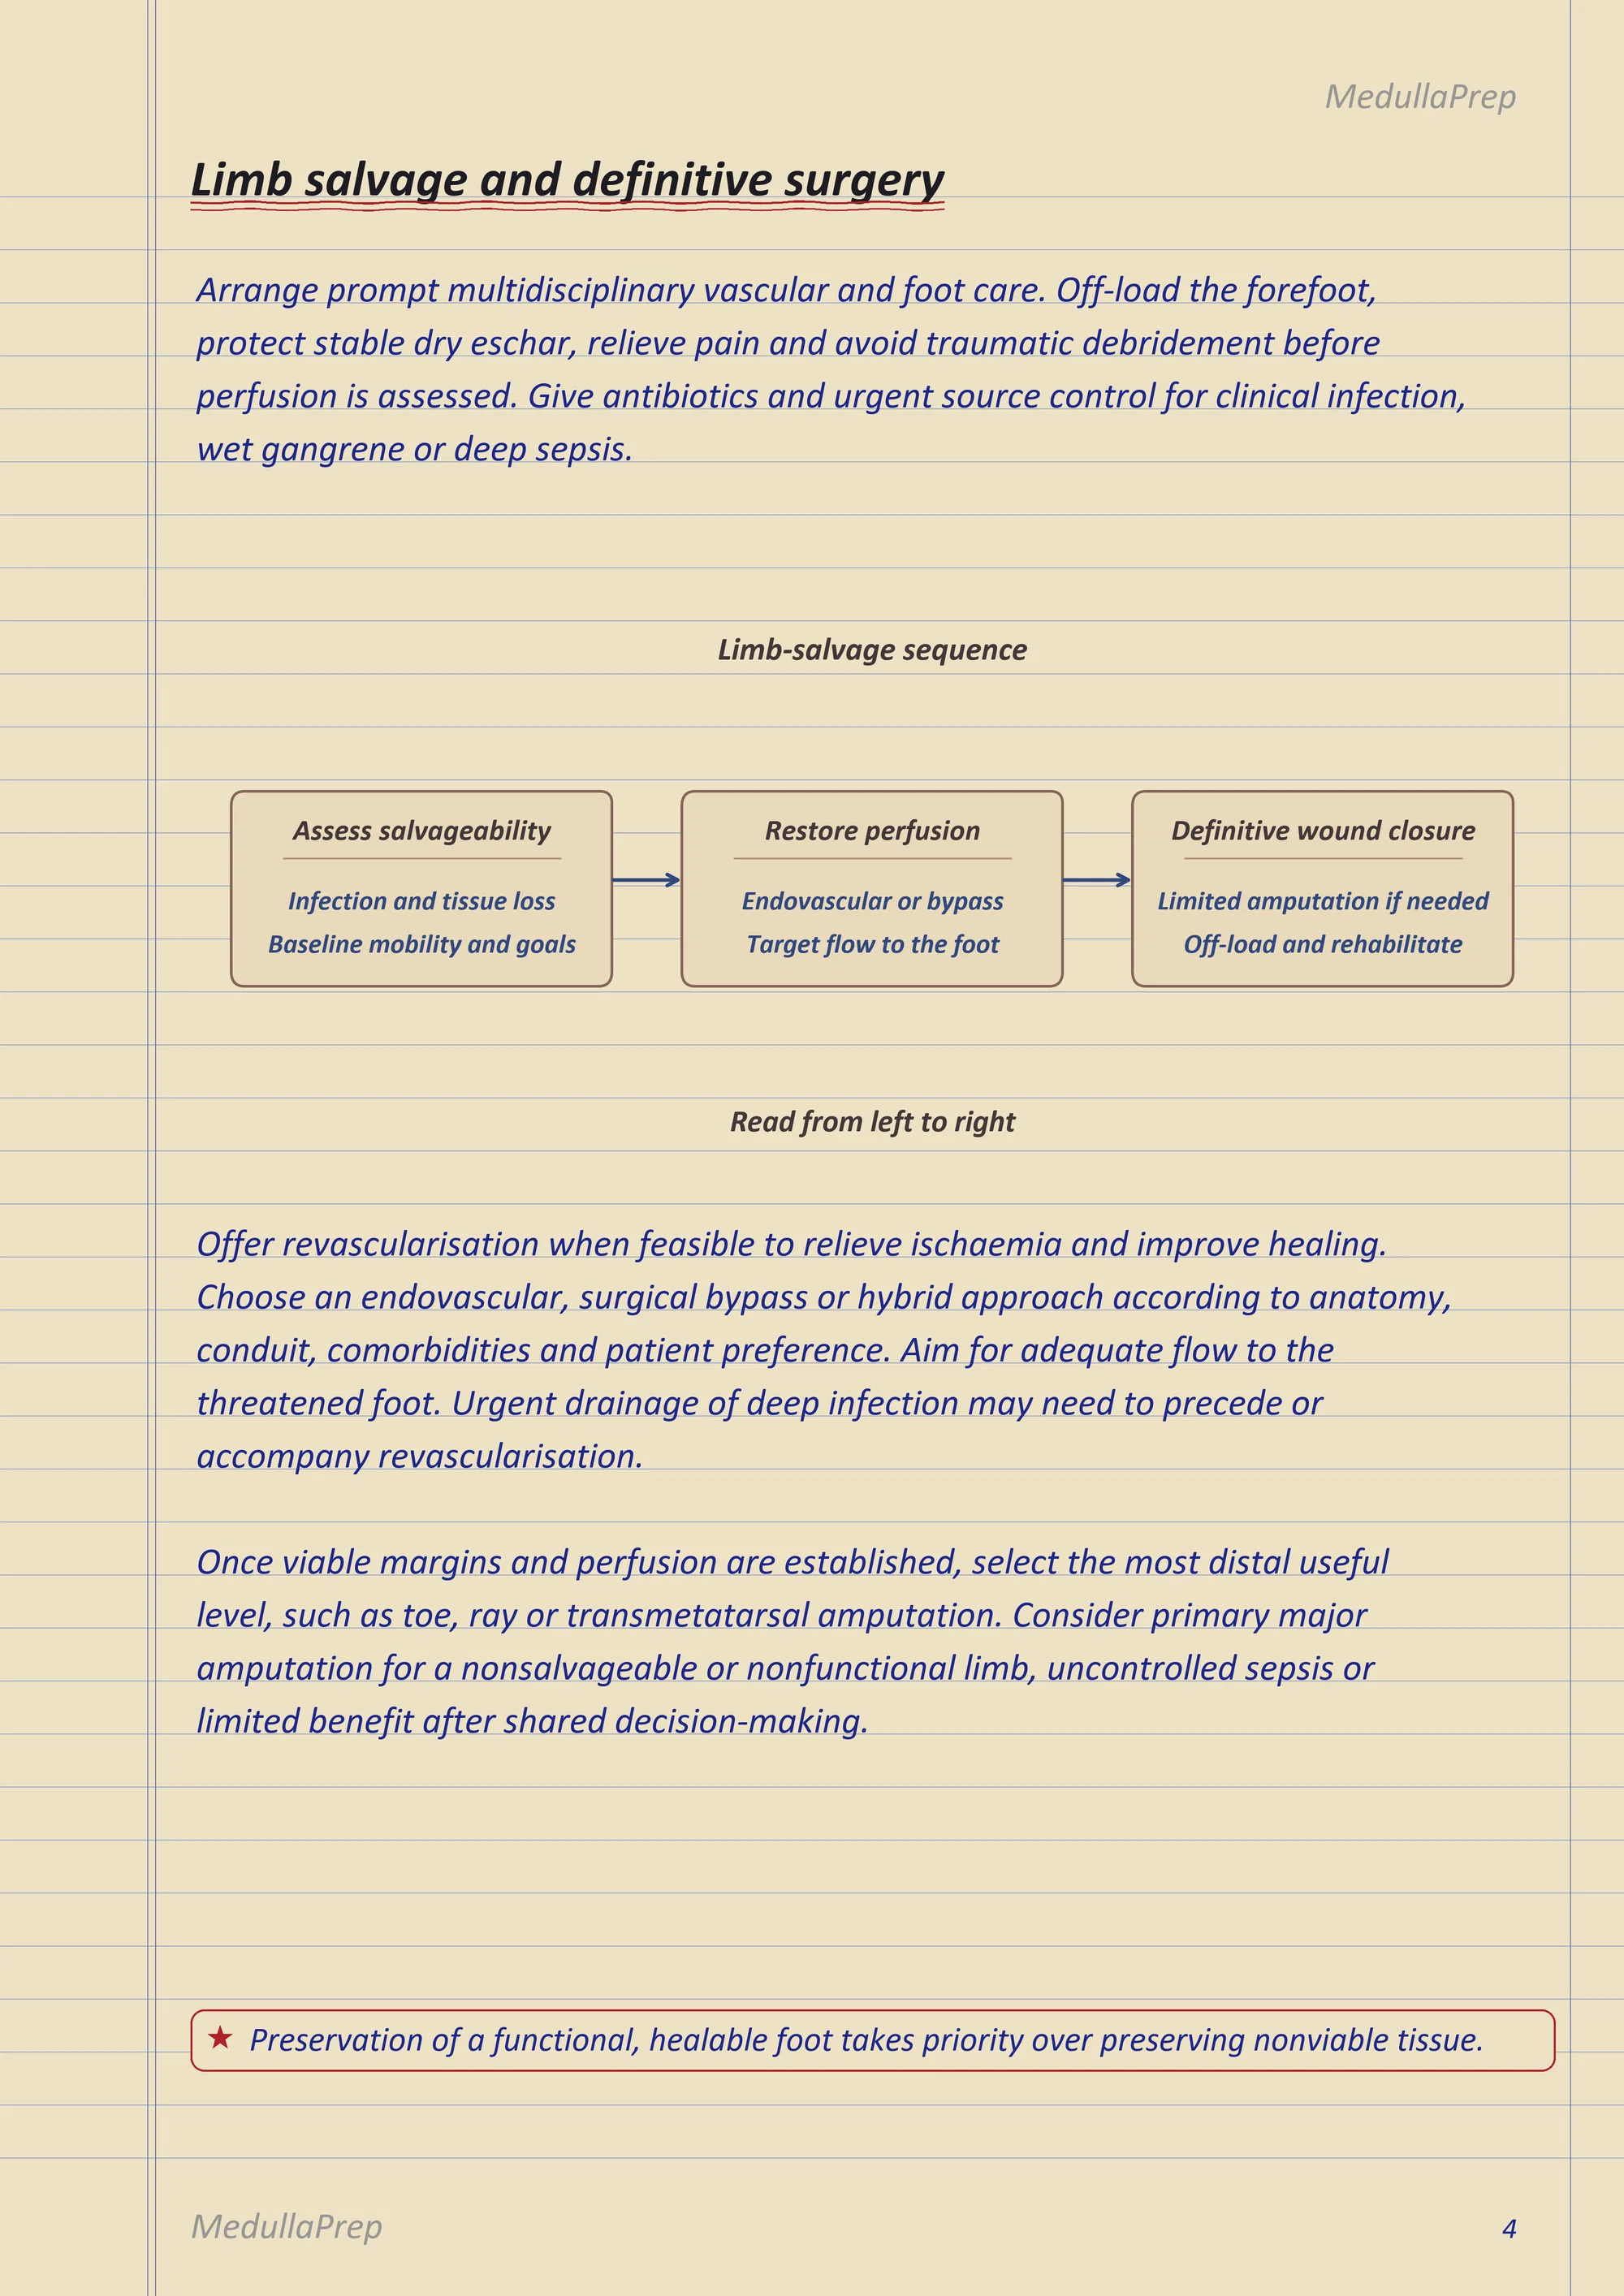 MedullaPrep
Limb salvage and definitive surgery
Arrange prompt multidisciplinary vascular and foot care. Off-load the forefoot,
protect stable dry eschar, relieve pain and avoid traumatic debridement before
perfusion is assessed. Give antibiotics and urgent source control for clinical infection,
wet gangrene or deep sepsis.
Limb-salvage sequence
Assess salvageability
Infection and tissue loss
Baseline mobility and goals
Restore perfusion
Endovascular or bypass
Target flow to the foot
Definitive wound closure
Limited amputation if needed
Off-load and rehabilitate
Read from left to right
Offer revascularisation when feasible to relieve ischaemia and improve healing.
Choose an endovascular, surgical bypass or hybrid approach according to anatomy,
conduit, comorbidities and patient preference. Aim for adequate flow to the
threatened foot. Urgent drainage of deep infection may need to precede or
accompany revascularisation.
Once viable margins and perfusion are established, select the most distal useful
level, such as toe, ray or transmetatarsal amputation. Consider primary major
amputation for a nonsalvageable or nonfunctional limb, uncontrolled sepsis or
limited benefit after shared decision-making.
★ Preservation of a functional, healable foot takes priority over preserving nonviable tissue.
MedullaPrep
4